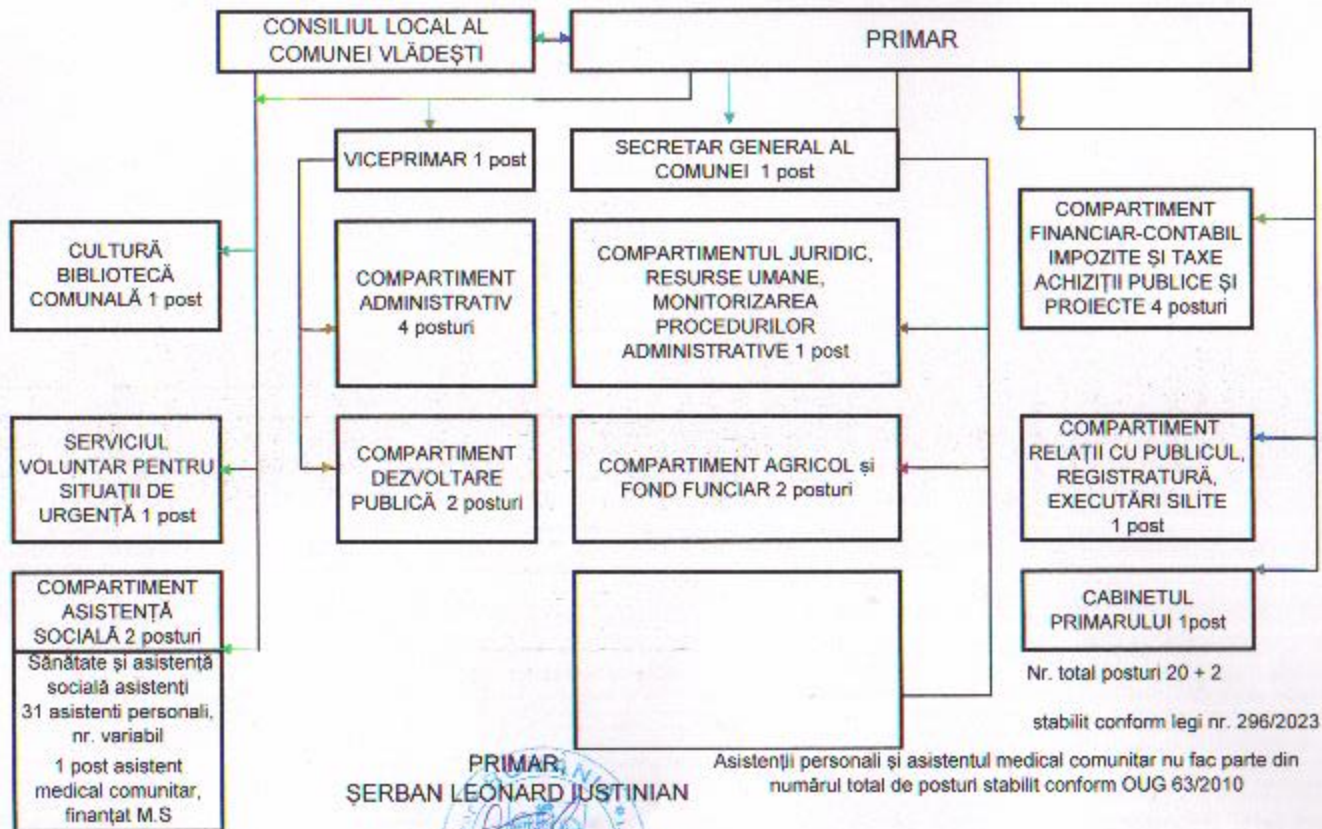 CONSILIUL LOCAL AL
COMUNEI VLĂDEȘTI
PRIMAR
VICEPRIMAR 1 post
SECRETAR GENERAL AL
COMUNEI 1 post
CULTURĂ
BIBLIOTECĂ
COMUNALĂ 1 post
COMPARTIMENT
ADMINISTRATIV
4 posturi
COMPARTIMENTUL JURIDIC,
RESURSE UMANE,
MONITORIZAREA
PROCEDURILOR
ADMINISTRATIVE 1 post
COMPARTIMENT
FINANCIAR-CONTABIL
IMPOZITE ȘI TAXE
ACHIZIȚII PUBLICE ȘI
PROIECTE 4 posturi
SERVICIUL
VOLUNTAR PENTRU
SITUAȚII DE
URGENȚĂ 1 post
COMPARTIMENT
DEZVOLTARE
PUBLICĂ 2 posturi
COMPARTIMENT AGRICOL și
FOND FUNCIAR 2 posturi
COMPARTIMENT
RELAȚII CU PUBLICUL,
REGISTRATURĂ,
EXECUTĂRI SILITE
1 post
COMPARTIMENT
ASISTENȚĂ
SOCIALĂ 2 posturi
Sănătate și asistență
socială asistenți
31 asistenti personali,
nr. variabil
1 post asistent
medical comunitar,
finanțat M.S
CABINETUL
PRIMARULUI 1post
Nr. total posturi 20 + 2
stabilit conform legi nr. 296/2023
Asistenții personali și asistentul medical comunitar nu fac parte din
numărul total de posturi stabilit conform OUG 63/2010
PRIMAR,
ȘERBAN LEONARD IUSTINIAN